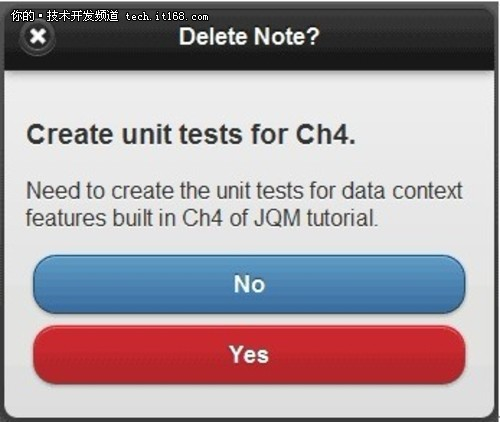 你的·技术开发频道 tech.it168.com
Delete Note?
Create unit tests for Ch4.
Need to create the unit tests for data context
features built in Ch4 of JQM tutorial.
No
Yes